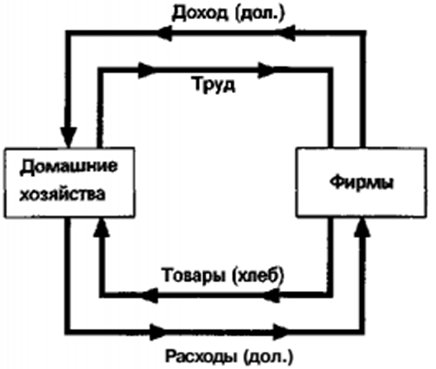 Доход (дол.)
Труд
Домашние
хозяйства
Фирмы
Товары (хлеб)
Расходы (дол.)